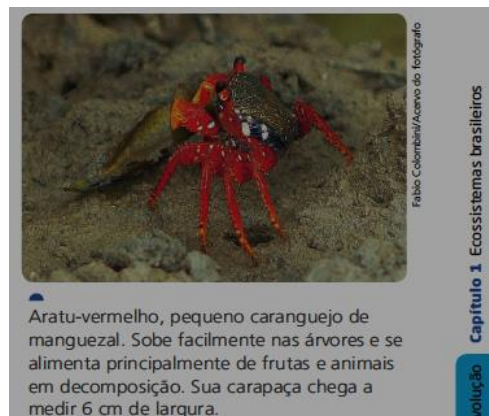 Fabio Colombini/Acervo do fotógrafo
Aratu-vermelho, pequeno caranguejo de
manguezal. Sobe facilmente nas árvores e se
alimenta principalmente de frutas e animais
em decomposição. Sua carapaça chega a
medir 6 cm de largura.
Capítulo 1 Ecossistemas brasileiros